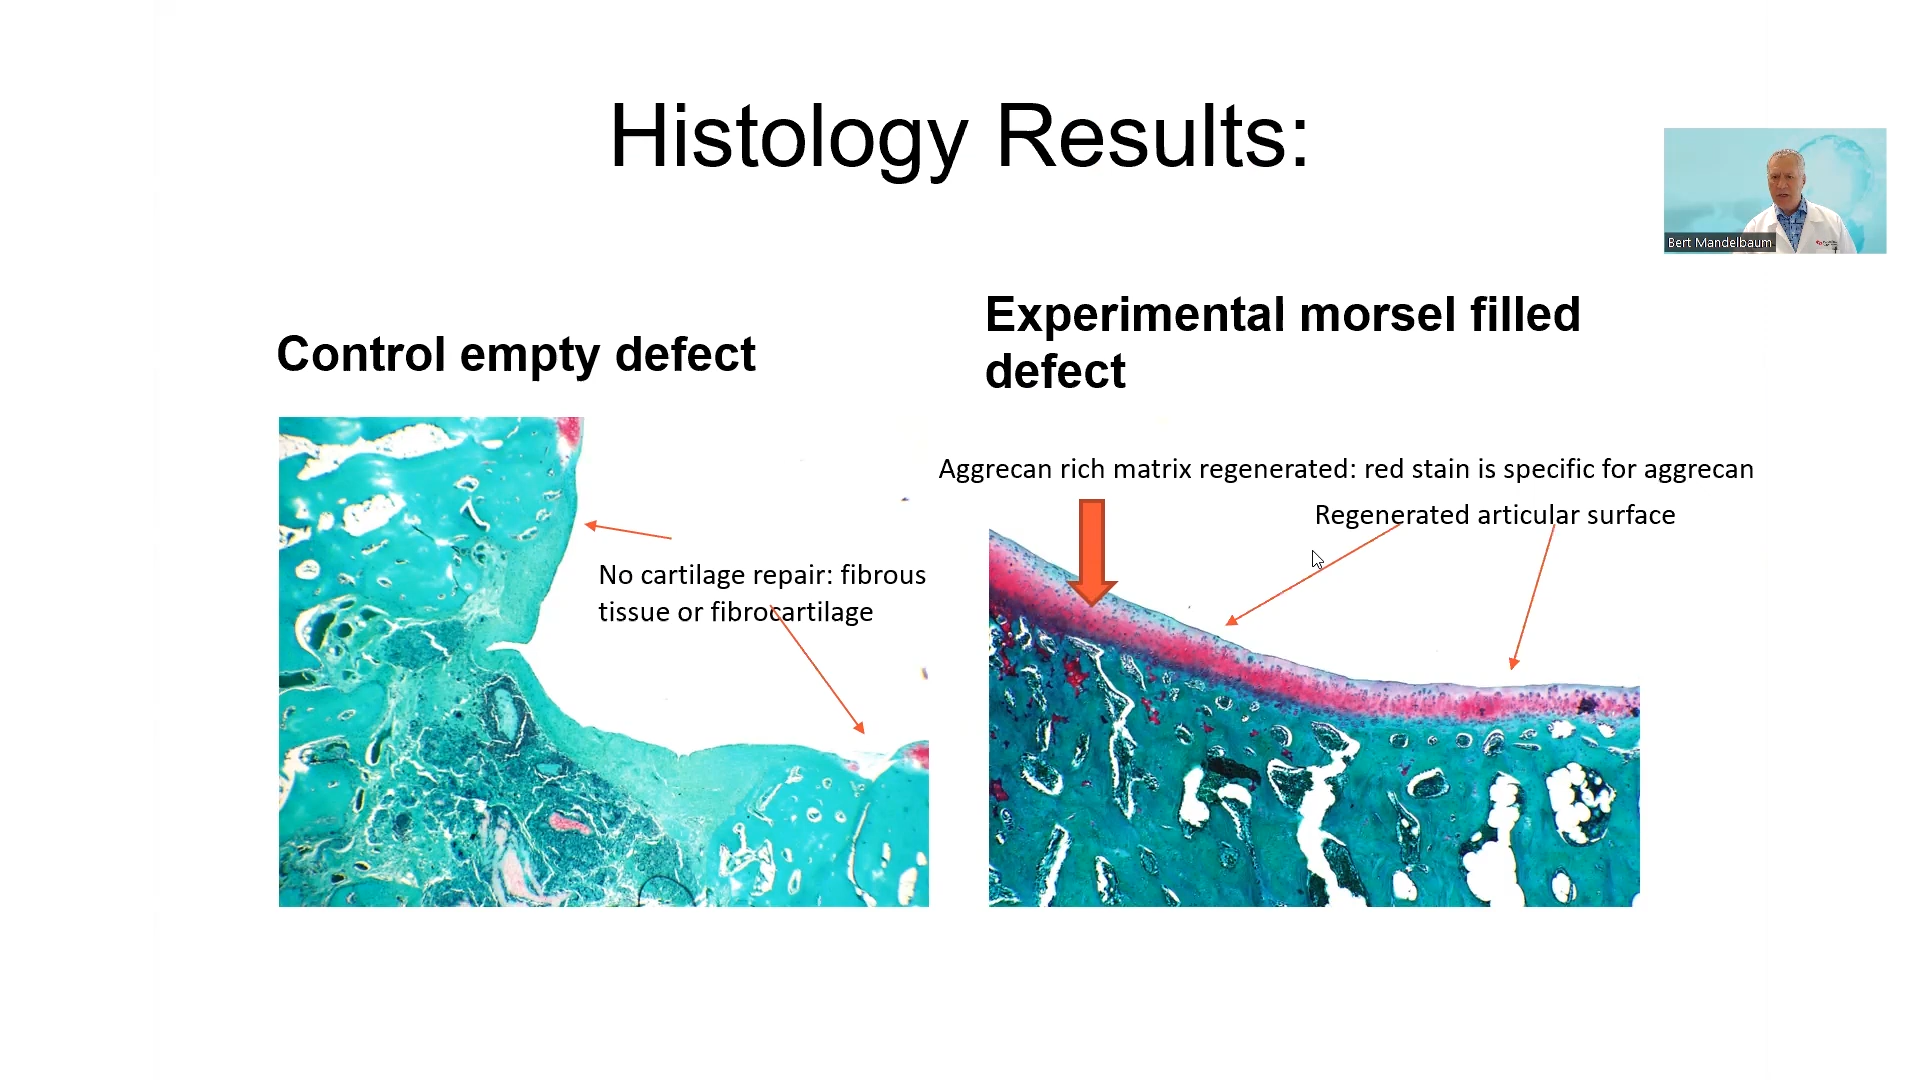 Histology Results:
Bert Mandelbaum
Control empty defect
Experimental morsel filled
defect
Aggrecan rich matrix regenerated: red stain is specific for aggrecan
Regenerated articular surface
No cartilage repair: fibrous
tissue or fibrocartilage